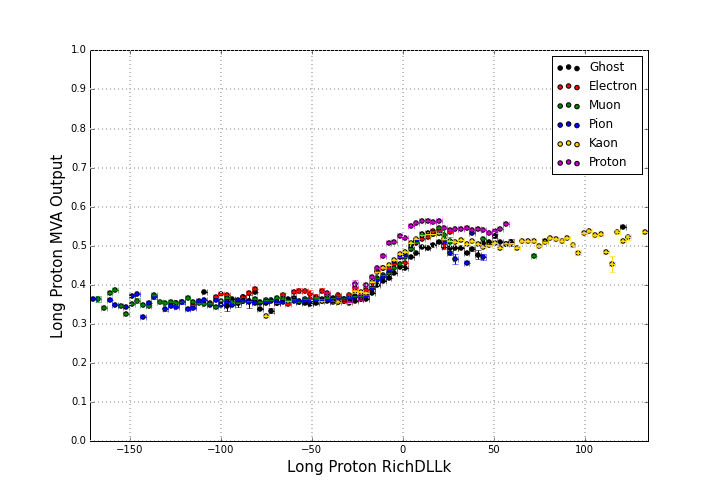 1.0
0.9
0.8
0.7
0.6
0.5
0.4
0.3
0.2
0.1
0.0
Long Proton MVA Output
Ghost
Electron
Muon
Pion
Kaon
Proton
−150 −100 −50 0 50 100
Long Proton RichDLLk